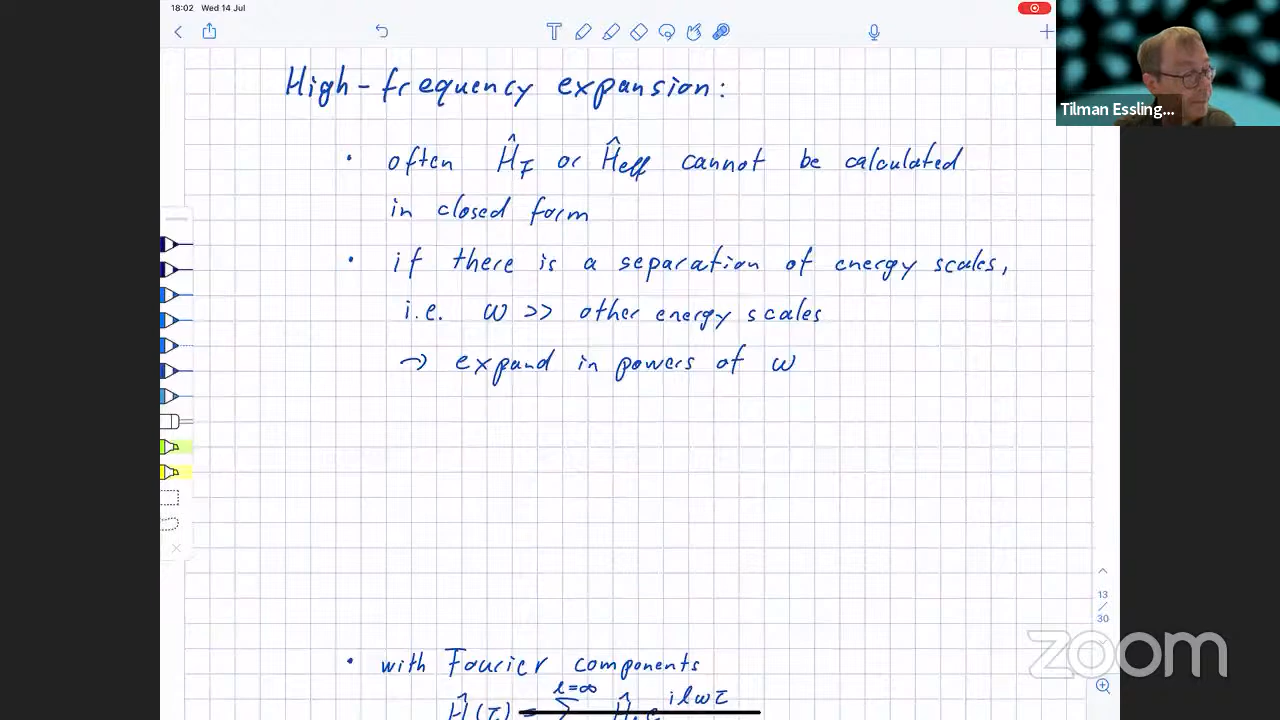 18:02 Wed 14 Jul
Tilman Essling...
High-frequency expansion:
• often Ĥ_F or Ĥ_eff cannot be calculated
in closed form
• if there is a separation of energy scales,
i.e. ω >> other energy scales
→ expand in powers of ω
13
/
30
• with Fourier components
l=∞
Ĥ(τ) = Σ Ĥ_l e^{ilωτ}
zoom